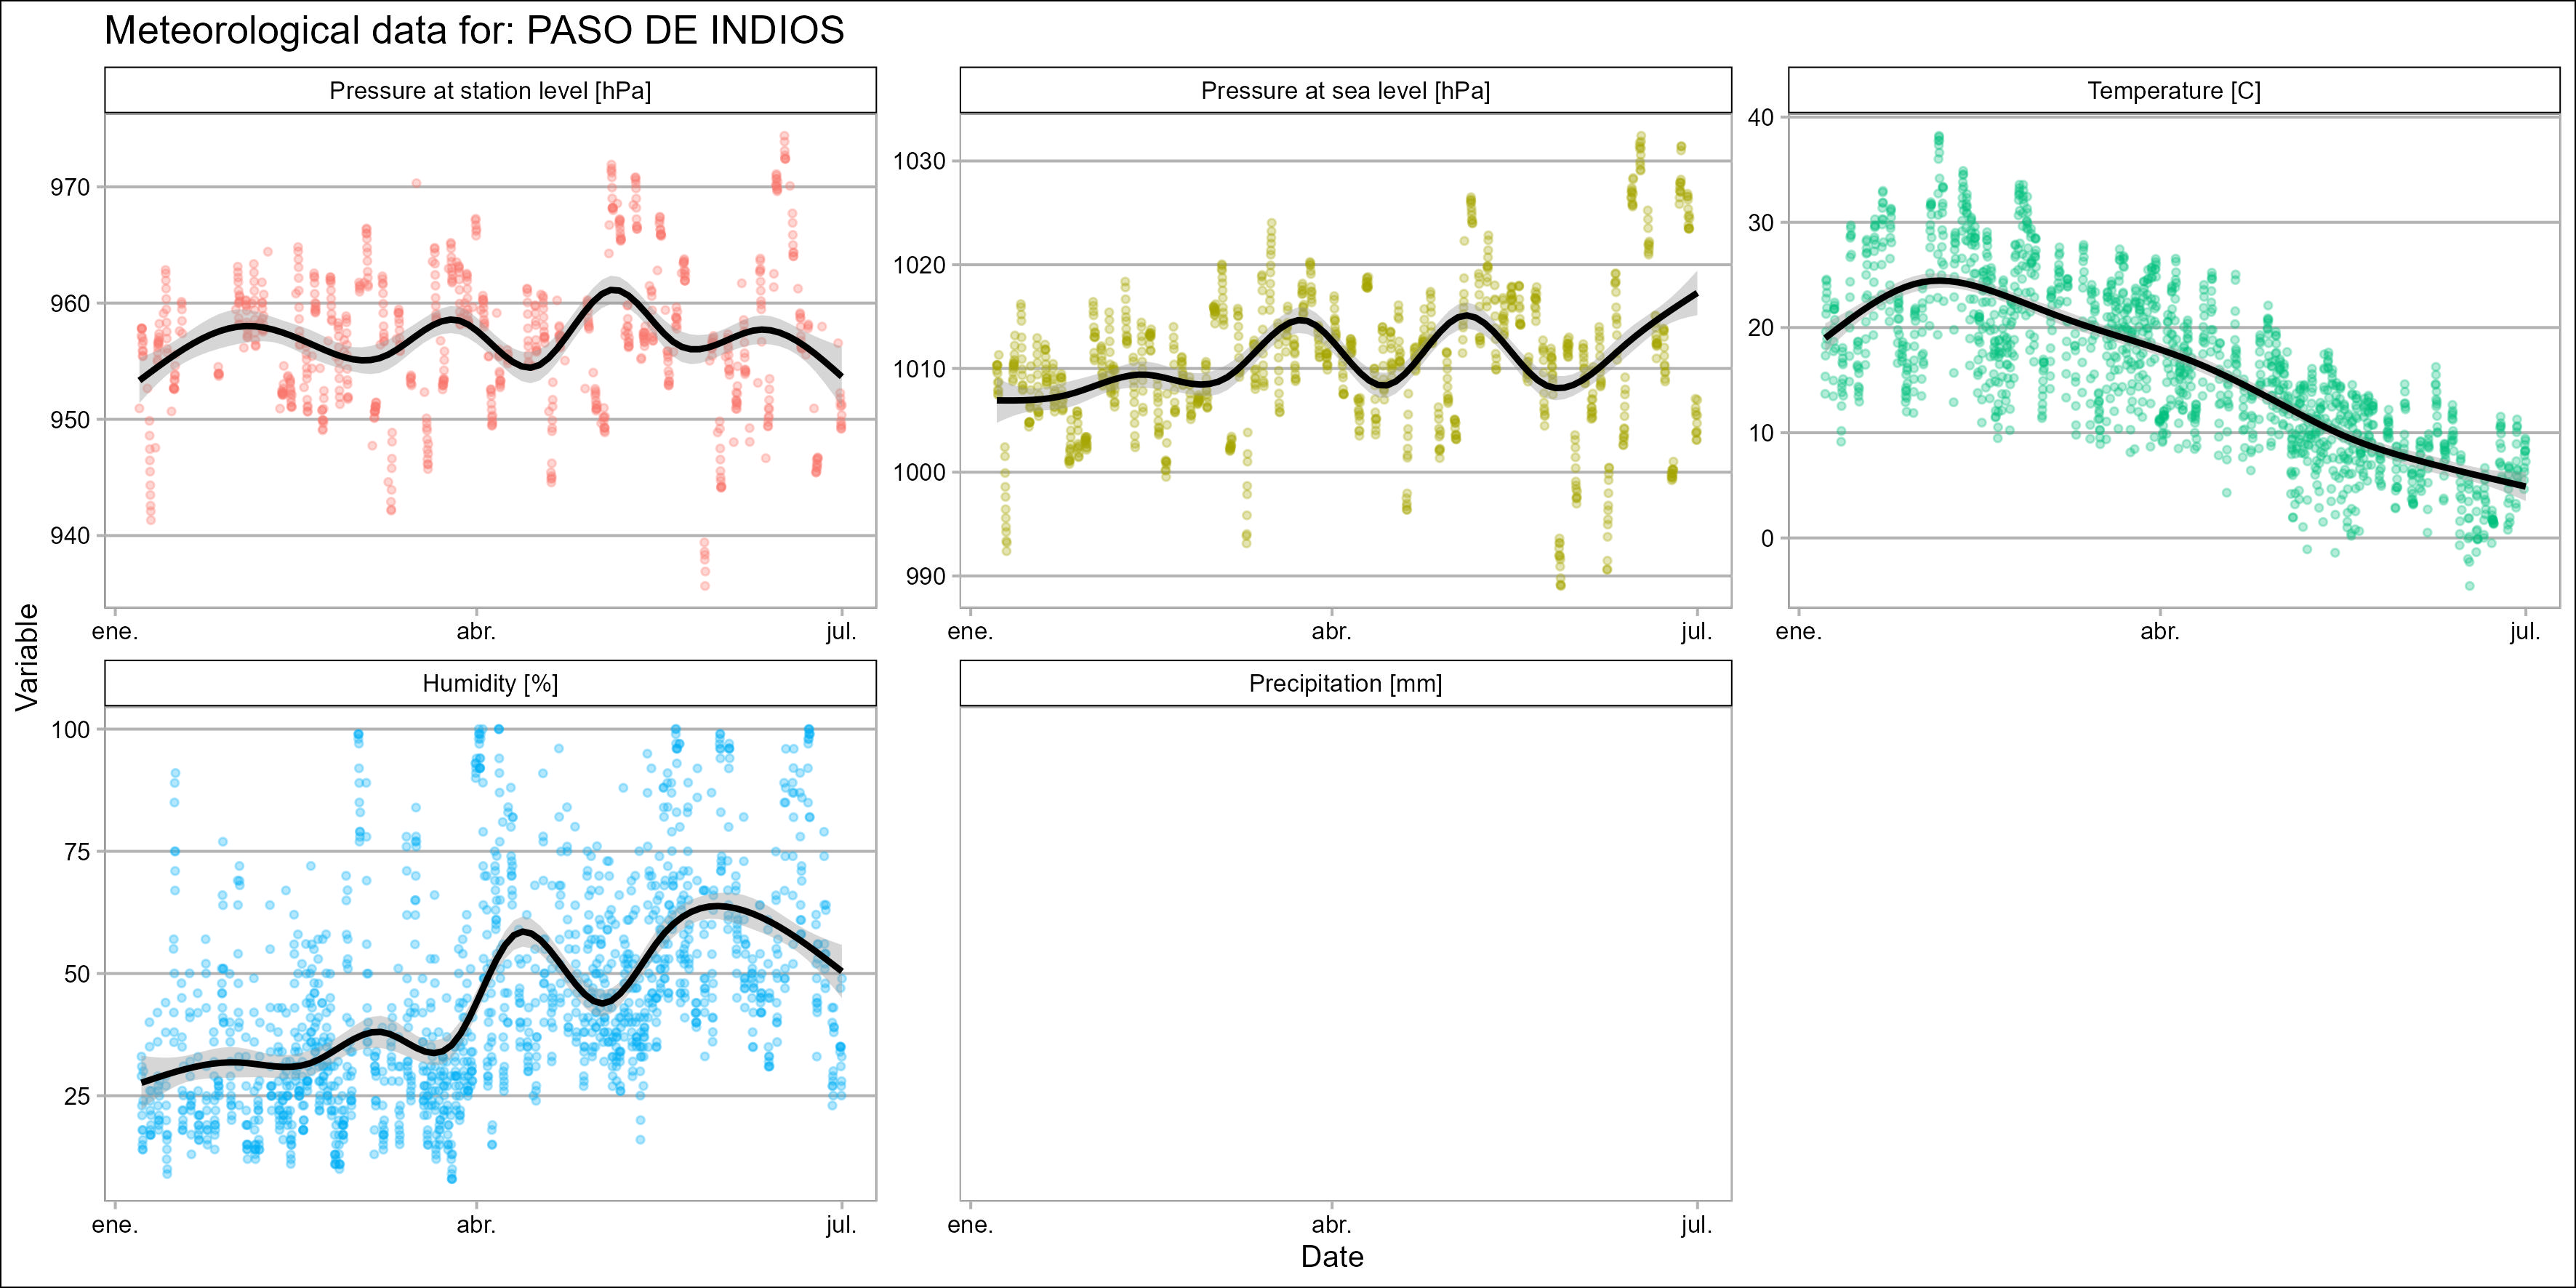 Meteorological data for: PASO DE INDIOS
Pressure at station level [hPa]
Pressure at sea level [hPa]
Temperature [C]
970
960
950
940
ene.
abr.
jul.
1030
1020
1010
1000
990
ene.
abr.
jul.
40
30
20
10
0
ene.
abr.
jul.
Variable
Humidity [%]
Precipitation [mm]
100
75
50
25
ene.
abr.
jul.
ene.
abr.
jul.
Date